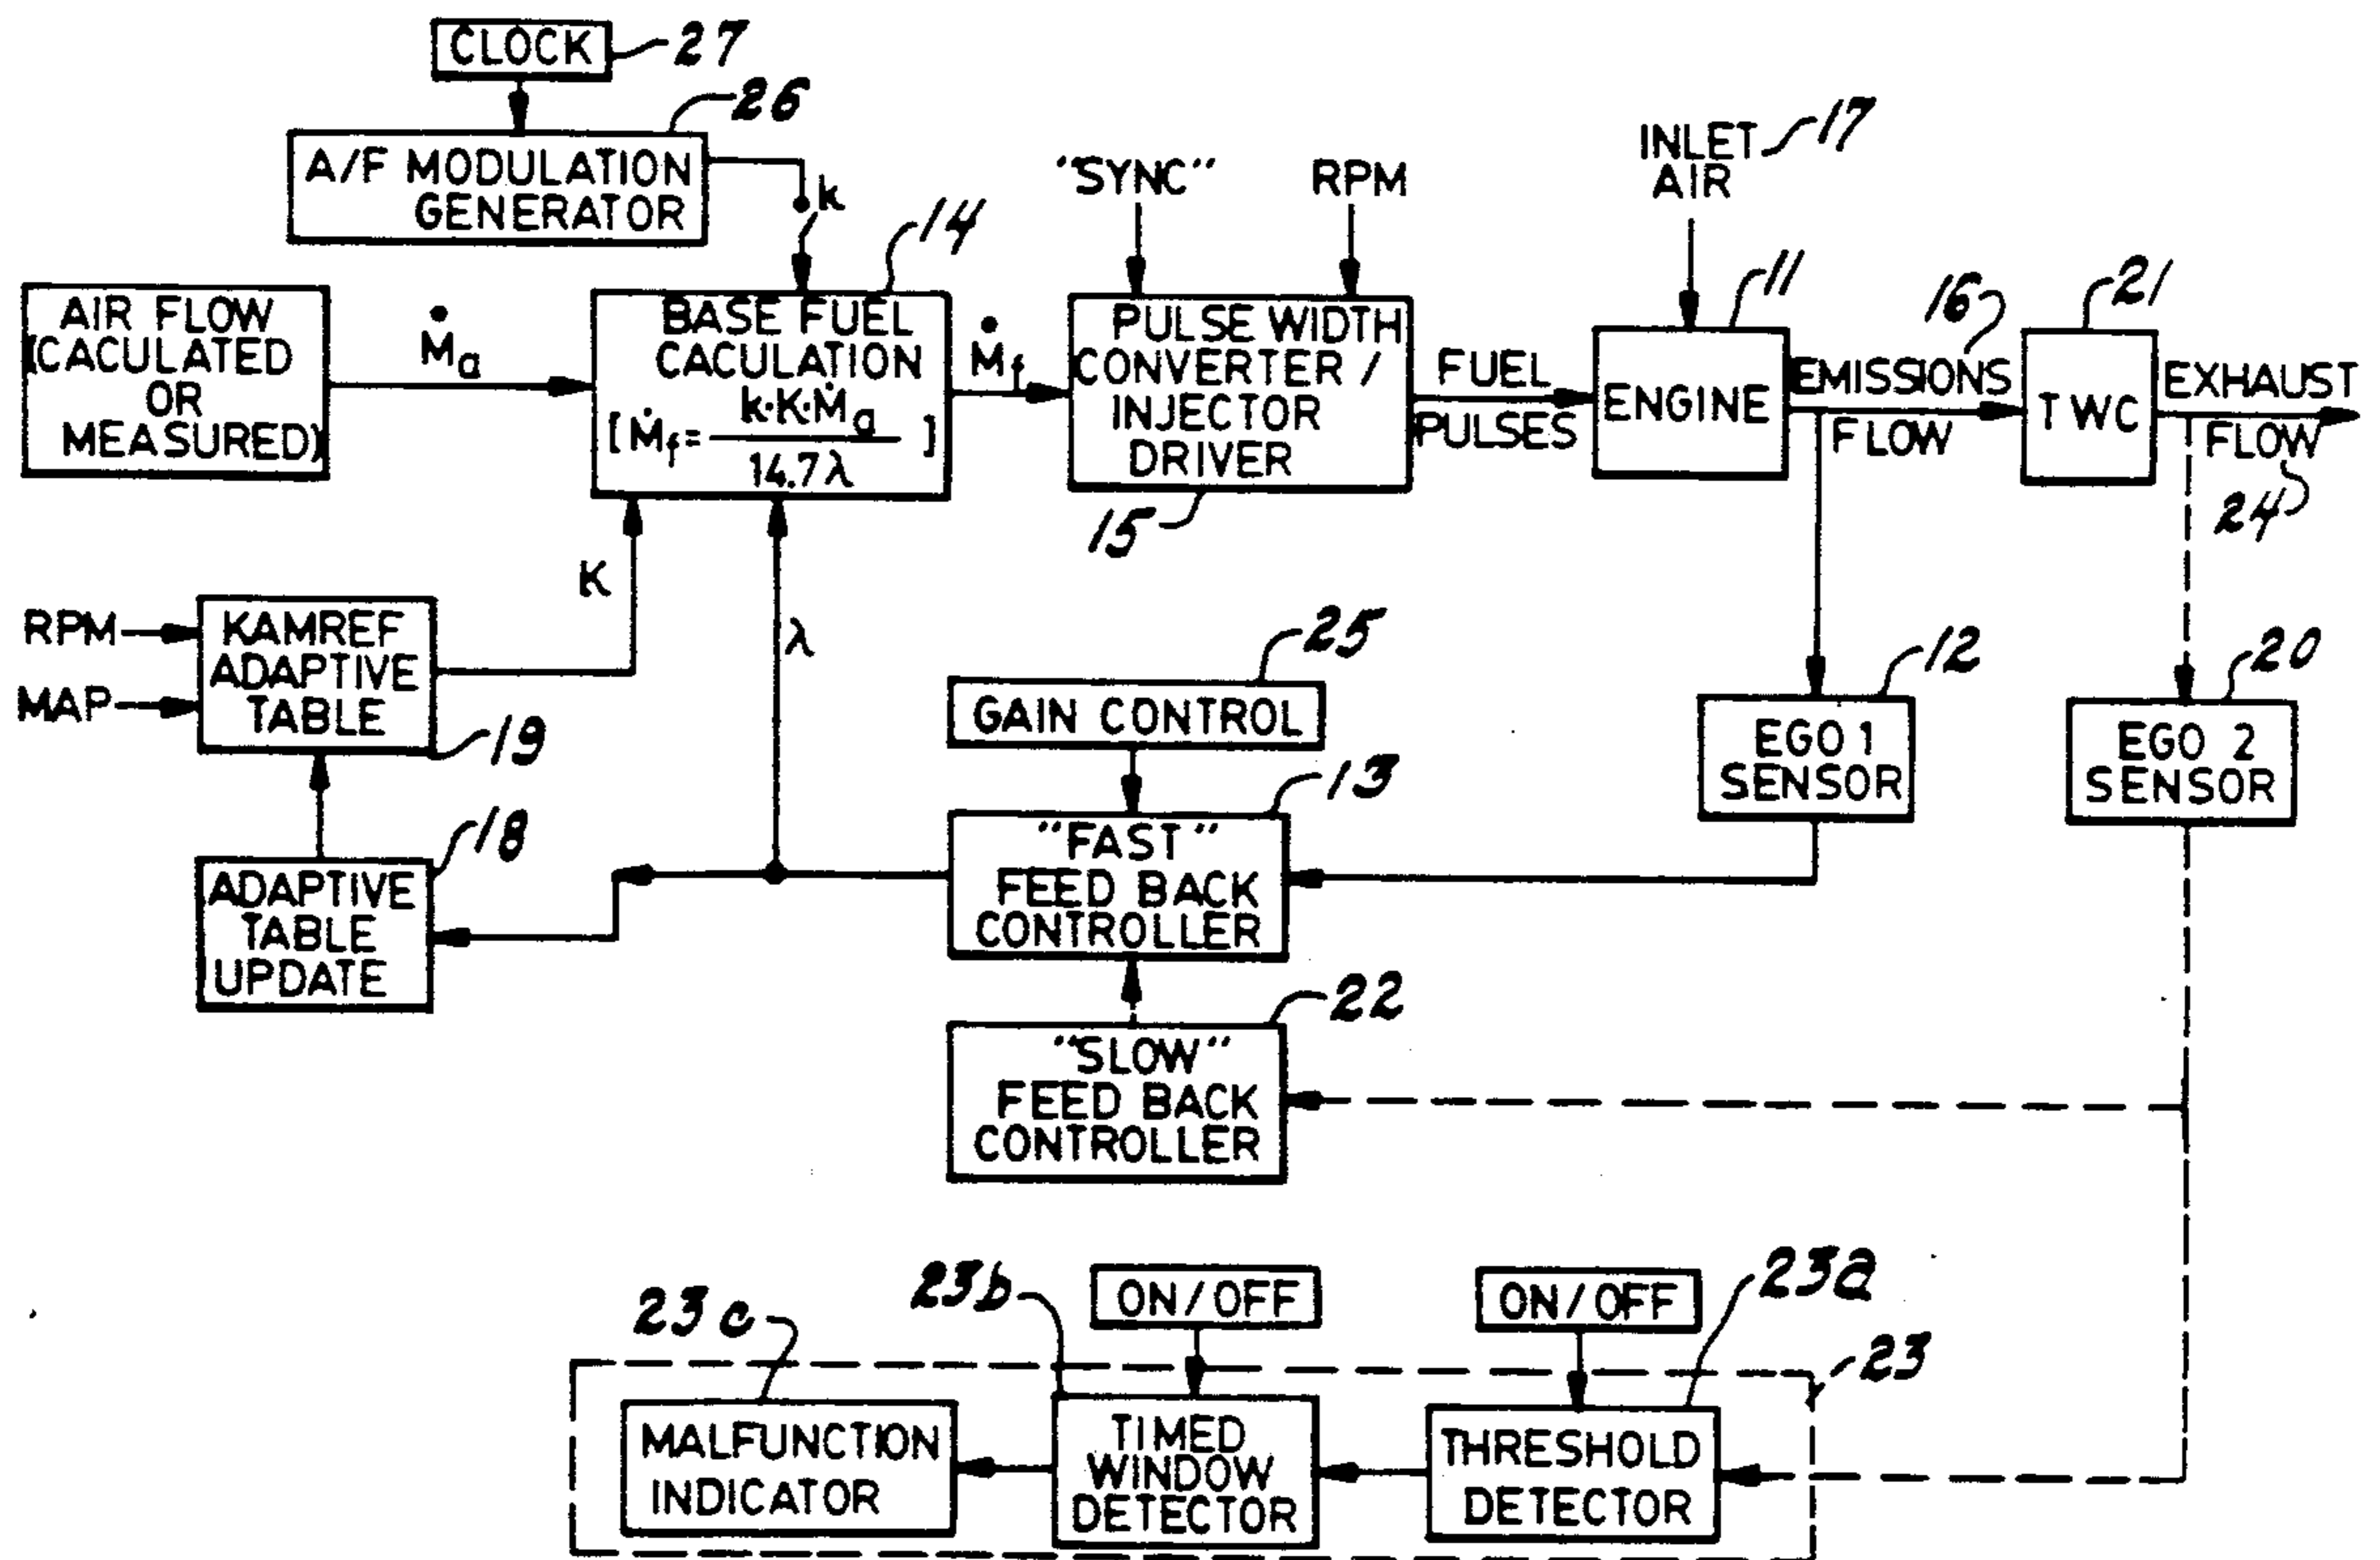 CLOCK
27
26
A/F MODULATION
GENERATOR
k
14
"SYNC"
RPM
INLET
AIR
17
AIR FLOW
(CACULATED
OR
MEASURED)
Ṁa
BASE FUEL
CACULATION
[Ṁf= k·K·Ṁa / 14.7λ ]
Ṁf
PULSE WIDTH
CONVERTER /
INJECTOR
DRIVER
15
FUEL
PULSES
11
ENGINE
16
EMISSIONS
FLOW
21
TWC
EXHAUST
FLOW
24
K
λ
RPM
MAP
KAMREF
ADAPTIVE
TABLE
19
25
GAIN CONTROL
12
EGO 1
SENSOR
20
EGO 2
SENSOR
18
ADAPTIVE
TABLE
UPDATE
13
"FAST"
FEED BACK
CONTROLLER
22
"SLOW"
FEED BACK
CONTROLLER
23c
23b
ON/OFF
ON/OFF
23a
23
MALFUNCTION
INDICATOR
TIMED
WINDOW
DETECTOR
THRESHOLD
DETECTOR